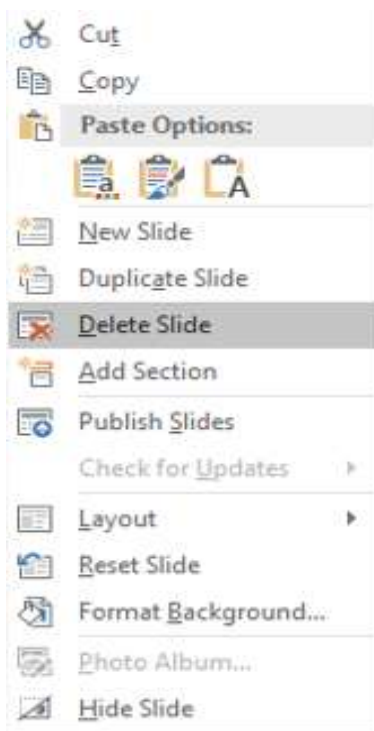 Cut
Copy
Paste Options:
a A
New Slide
Duplicate Slide
Delete Slide
Add Section
Publish Slides
Check for Updates
Layout
Reset Slide
Format Background...
Photo Album...
Hide Slide